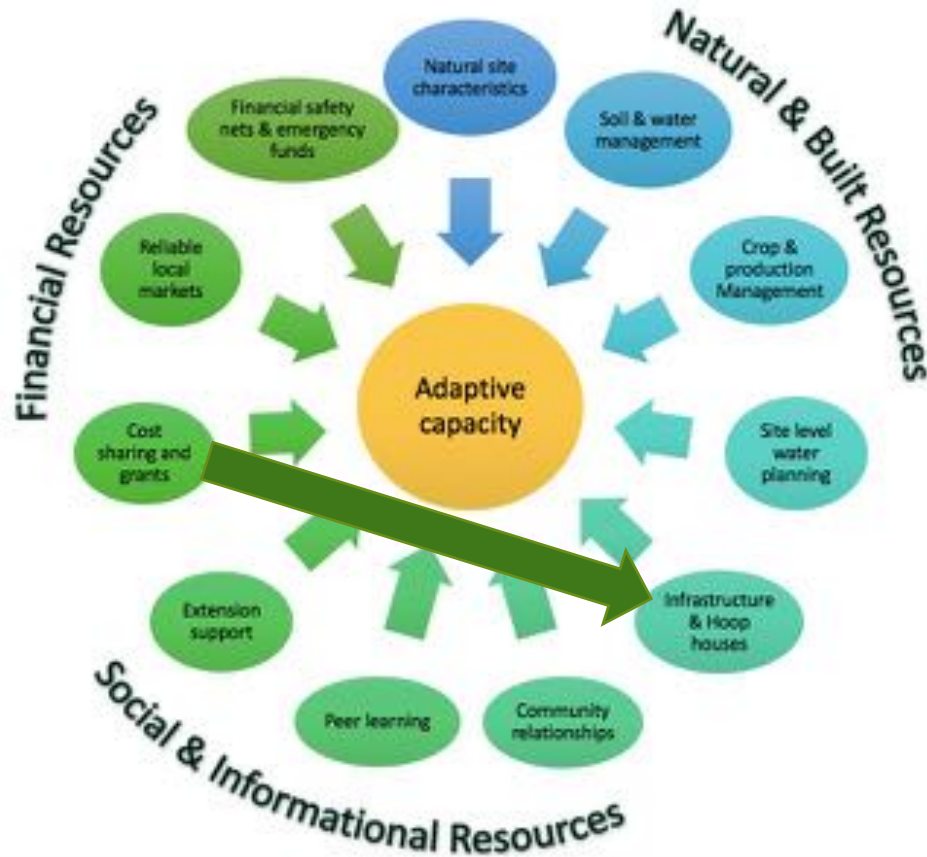 Natural site
characteristics
Soil & water
management
Crop &
production
Management
Site level
water
planning
Infrastructure
& Hoop
houses
Community
relationships
Peer learning
Extension
support
Cost
sharing and
grants
Reliable
local
markets
Financial safety
nets & emergency
funds
Adaptive
capacity
Natural & Built Resources
Social & Informational Resources
Financial Resources